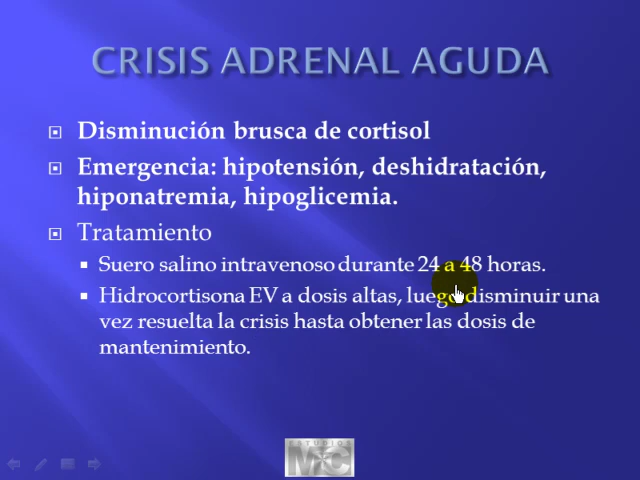 CRISIS ADRENAL AGUDA
Disminución brusca de cortisol
Emergencia: hipotensión, deshidratación,
hiponatremia, hipoglicemia.
Tratamiento
Suero salino intravenoso durante 24 a 48 horas.
Hidrocortisona EV a dosis altas, luego disminuir una
vez resuelta la crisis hasta obtener las dosis de
mantenimiento.
ESTUDIOS
MC